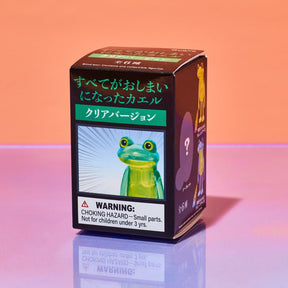 すべてがおしまい
になったカエル
クリアバージョン
WARNING:
CHOKING HAZARD—Small parts.
Not for children under 3 yrs.
?